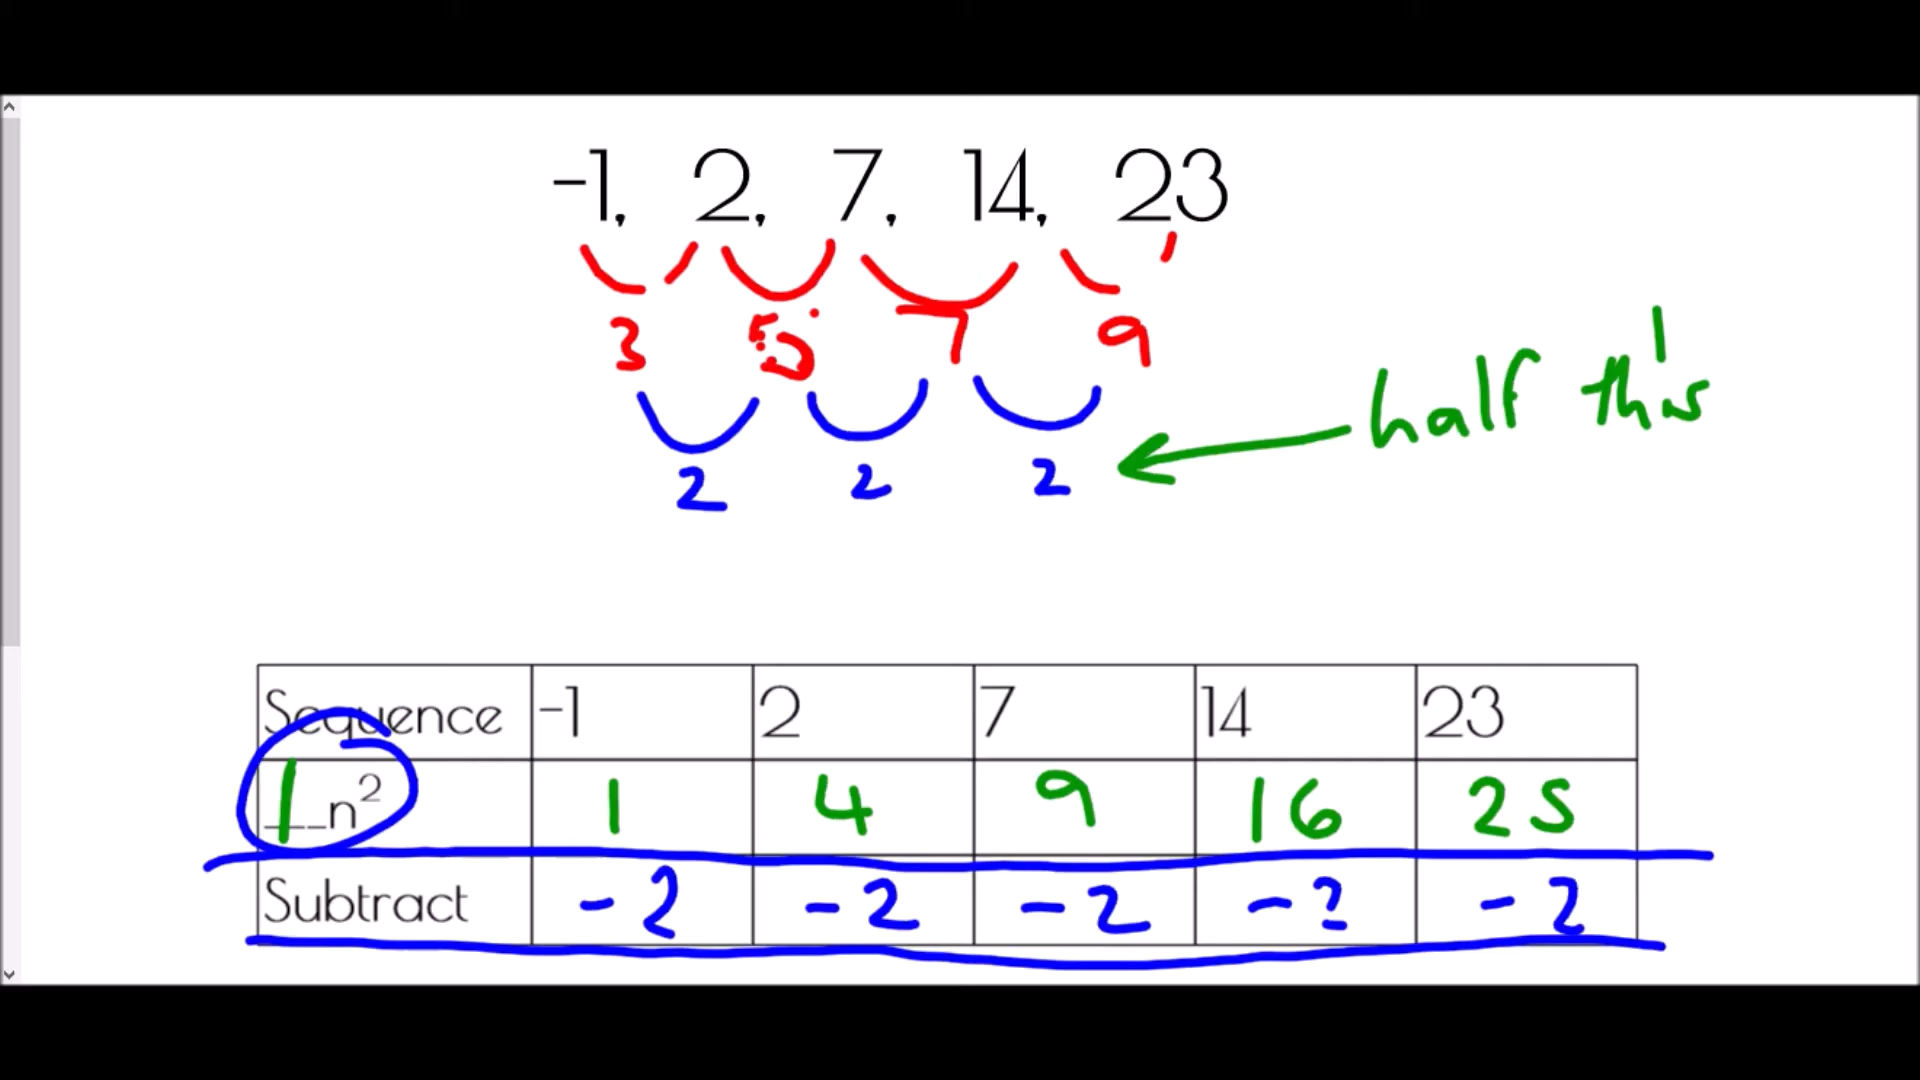 -1, 2, 7, 14, 23
3 5 7 9
half this
1
2 2 2
Sequence -1 2 7 14 23
1__n² 1 4 9 16 25
Subtract -2 -2 -2 -2 -2